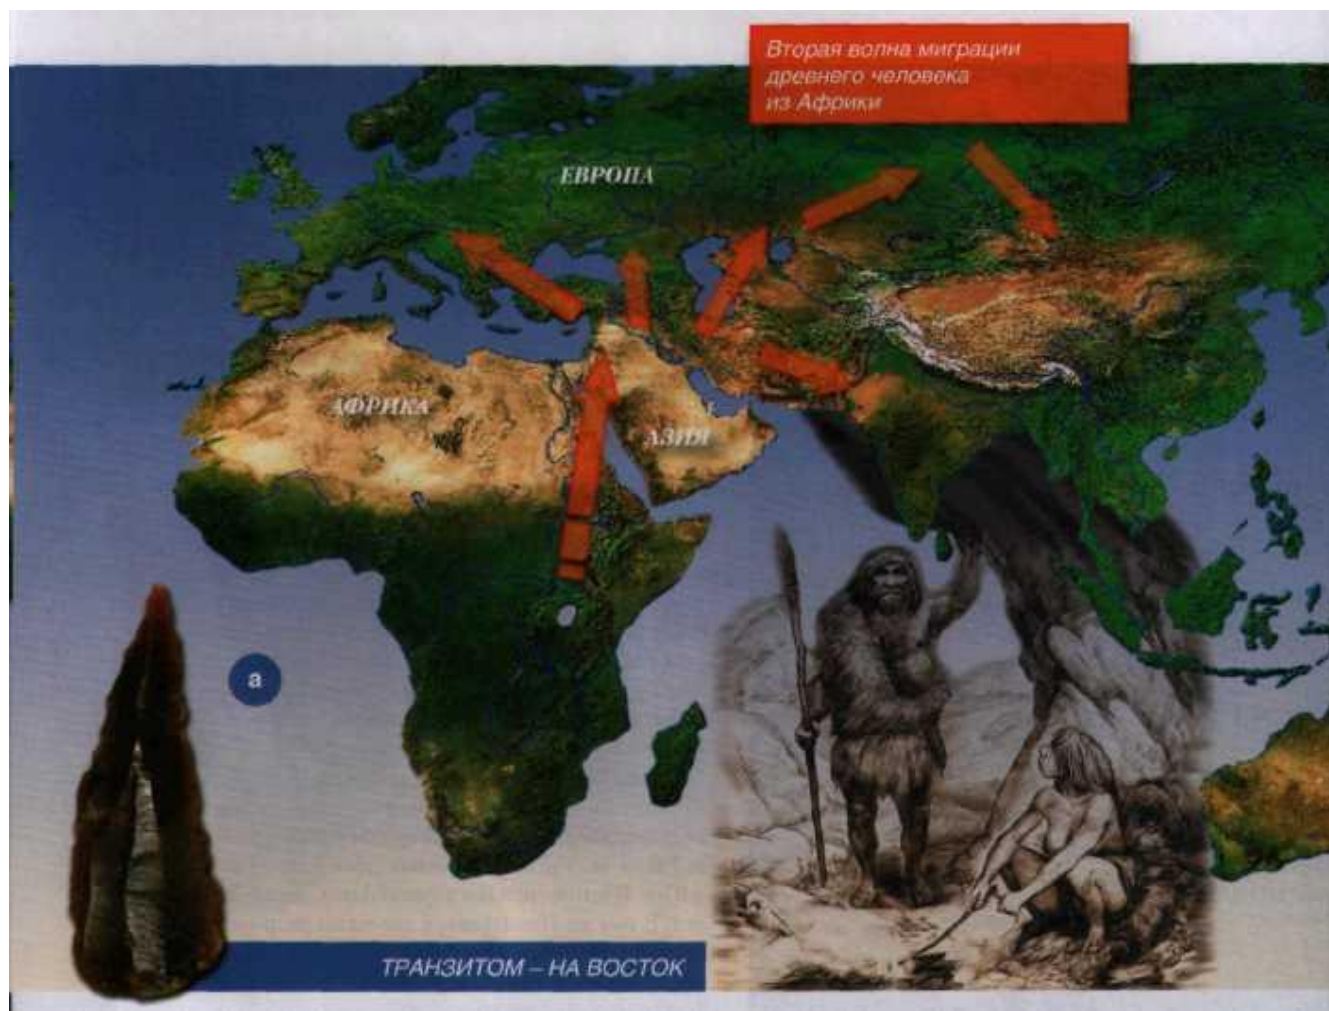 Вторая волна миграции
древнего человека
из Африки
ЕВРОПА
АФРИКА
АЗИЯ
а
ТРАНЗИТОМ – НА ВОСТОК